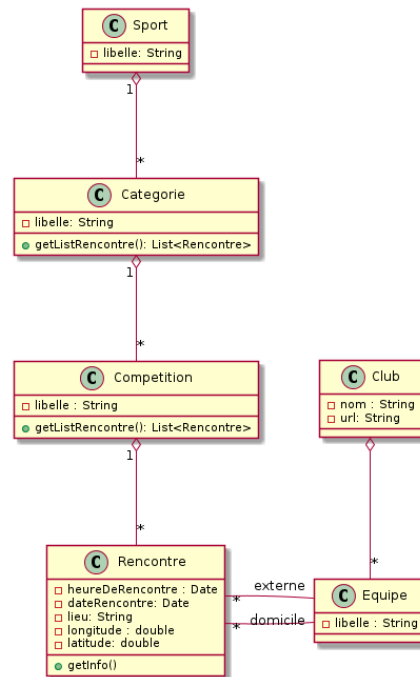 C Sport
libelle: String
1
*
C Categorie
libelle: String
getListRencontre(): List<Rencontre>
1
*
C Competition
libelle : String
getListRencontre(): List<Rencontre>
1
*
C Club
nom : String
url: String
*
C Rencontre
heureDeRencontre : Date
dateRencontre: Date
lieu: String
longitude : double
latitude: double
getInfo()
externe
*
domicile
*
C Equipe
libelle : String